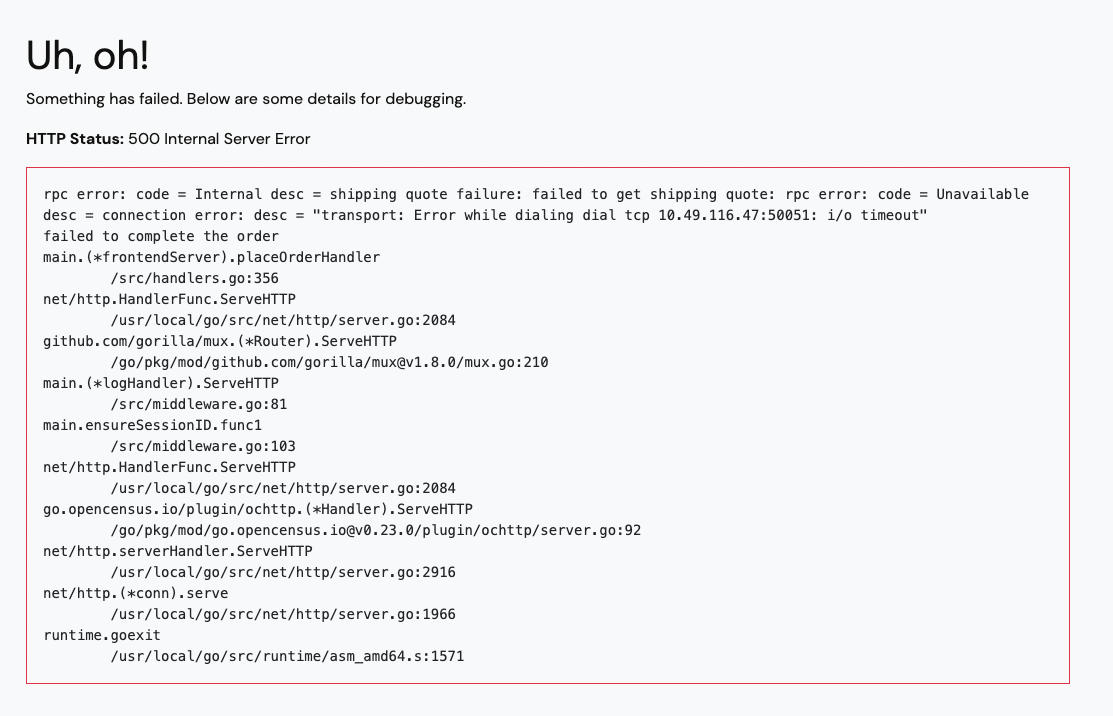 Uh, oh!
Something has failed. Below are some details for debugging.
HTTP Status: 500 Internal Server Error
rpc error: code = Internal desc = shipping quote failure: failed to get shipping quote: rpc error: code = Unavailable
desc = connection error: desc = "transport: Error while dialing dial tcp 10.49.116.47:50051: i/o timeout"
failed to complete the order
main.(*frontendServer).placeOrderHandler
        /src/handlers.go:356
net/http.HandlerFunc.ServeHTTP
        /usr/local/go/src/net/http/server.go:2084
github.com/gorilla/mux.(*Router).ServeHTTP
        /go/pkg/mod/github.com/gorilla/mux@v1.8.0/mux.go:210
main.(*logHandler).ServeHTTP
        /src/middleware.go:81
main.ensureSessionID.func1
        /src/middleware.go:103
net/http.HandlerFunc.ServeHTTP
        /usr/local/go/src/net/http/server.go:2084
go.opencensus.io/plugin/ochttp.(*Handler).ServeHTTP
        /go/pkg/mod/go.opencensus.io@v0.23.0/plugin/ochttp/server.go:92
net/http.serverHandler.ServeHTTP
        /usr/local/go/src/net/http/server.go:2916
net/http.(*conn).serve
        /usr/local/go/src/net/http/server.go:1966
runtime.goexit
        /usr/local/go/src/runtime/asm_amd64.s:1571